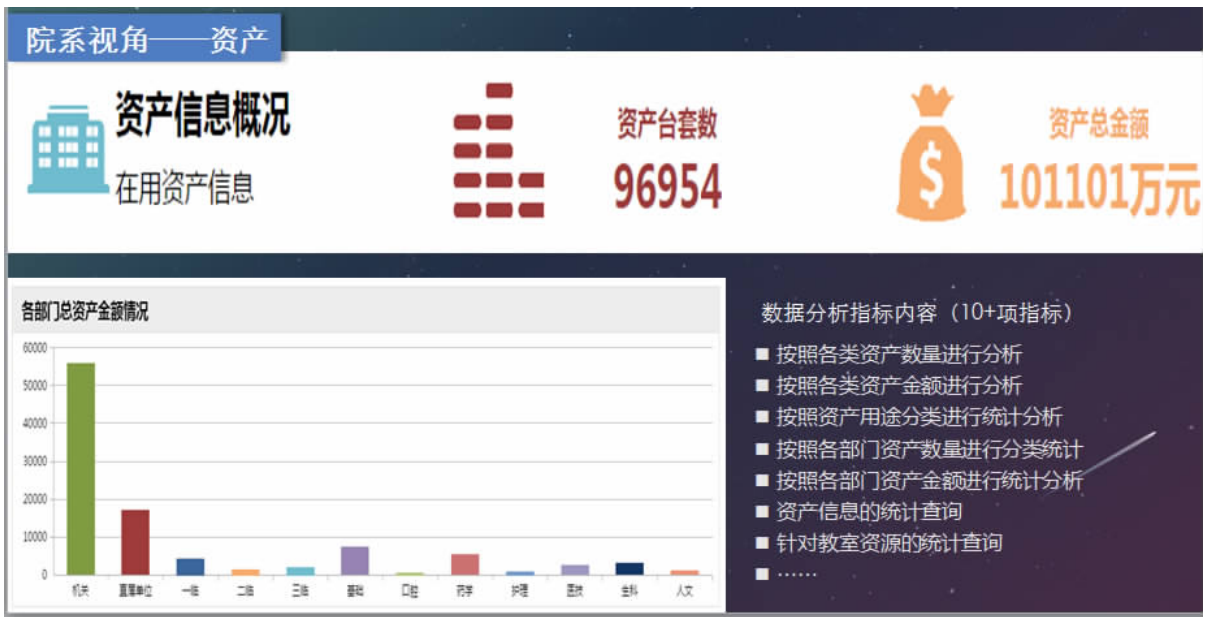 院系视角——资产
资产信息概况
在用资产信息
资产台套数
96954
资产总金额
101101万元
各部门总资产金额情况
60000
50000
40000
30000
20000
10000
0
机关 直属单位 一临 二临 三临 基础 口腔 药学 护理 医技 全科 人文
数据分析指标内容（10+项指标）
■ 按照各类资产数量进行分析
■ 按照各类资产金额进行分析
■ 按照资产用途分类进行统计分析
■ 按照各部门资产数量进行分类统计
■ 按照各部门资产金额进行统计分析
■ 资产信息的统计查询
■ 针对教室资源的统计查询
■ ……